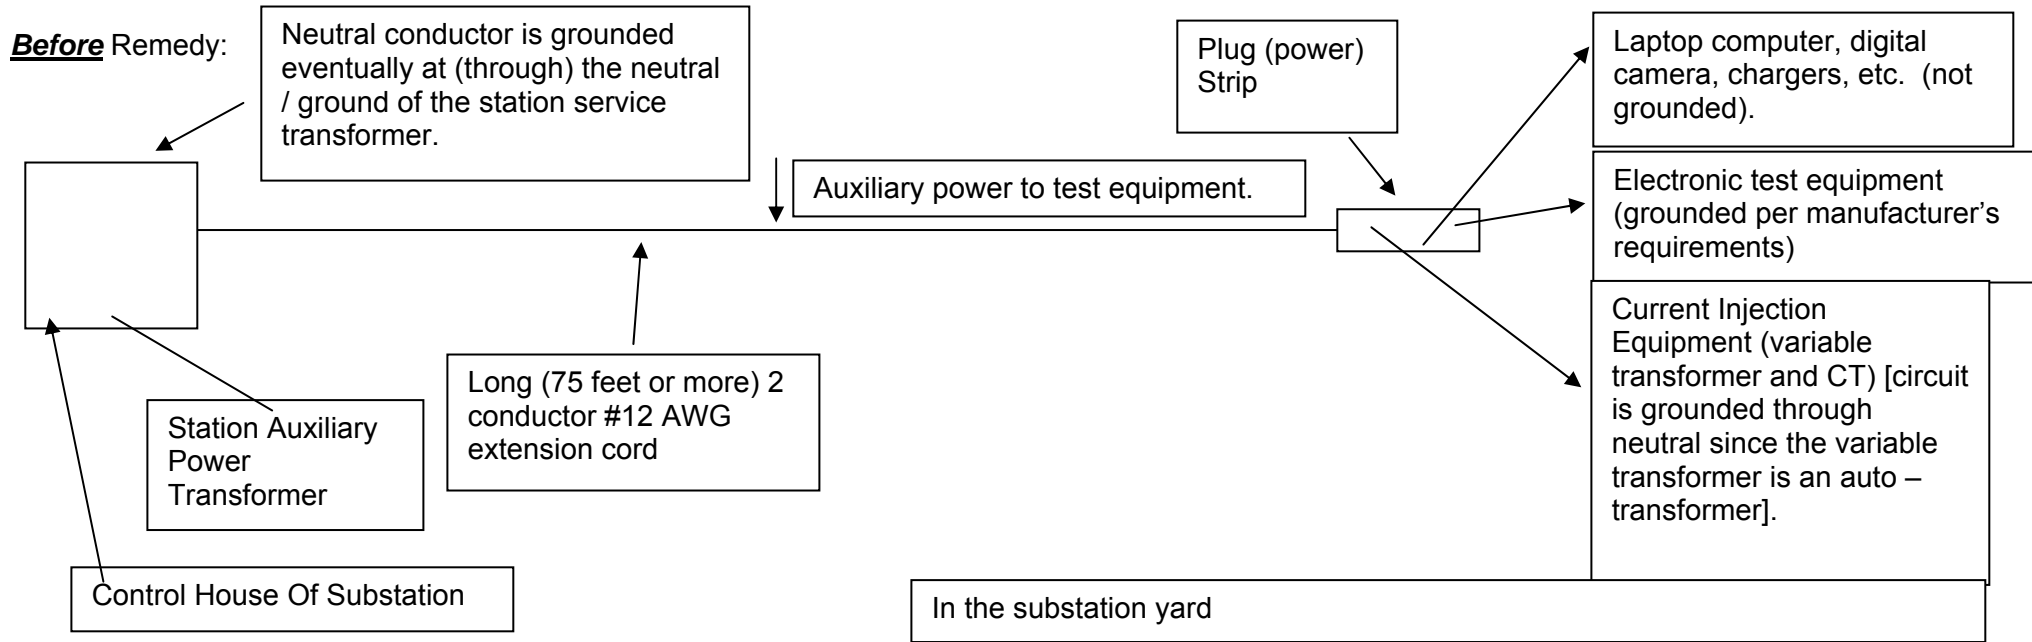 Before Remedy:
Neutral conductor is grounded
eventually at (through) the neutral
/ ground of the station service
transformer.
Plug (power)
Strip
Laptop computer, digital
camera, chargers, etc.  (not
grounded).
Auxiliary power to test equipment.
Electronic test equipment
(grounded per manufacturer’s
requirements)
Current Injection
Equipment (variable
transformer and CT) [circuit
is grounded through
neutral since the variable
transformer is an auto –
transformer].
Long (75 feet or more) 2
conductor #12 AWG
extension cord
Station Auxiliary
Power
Transformer
Control House Of Substation
In the substation yard